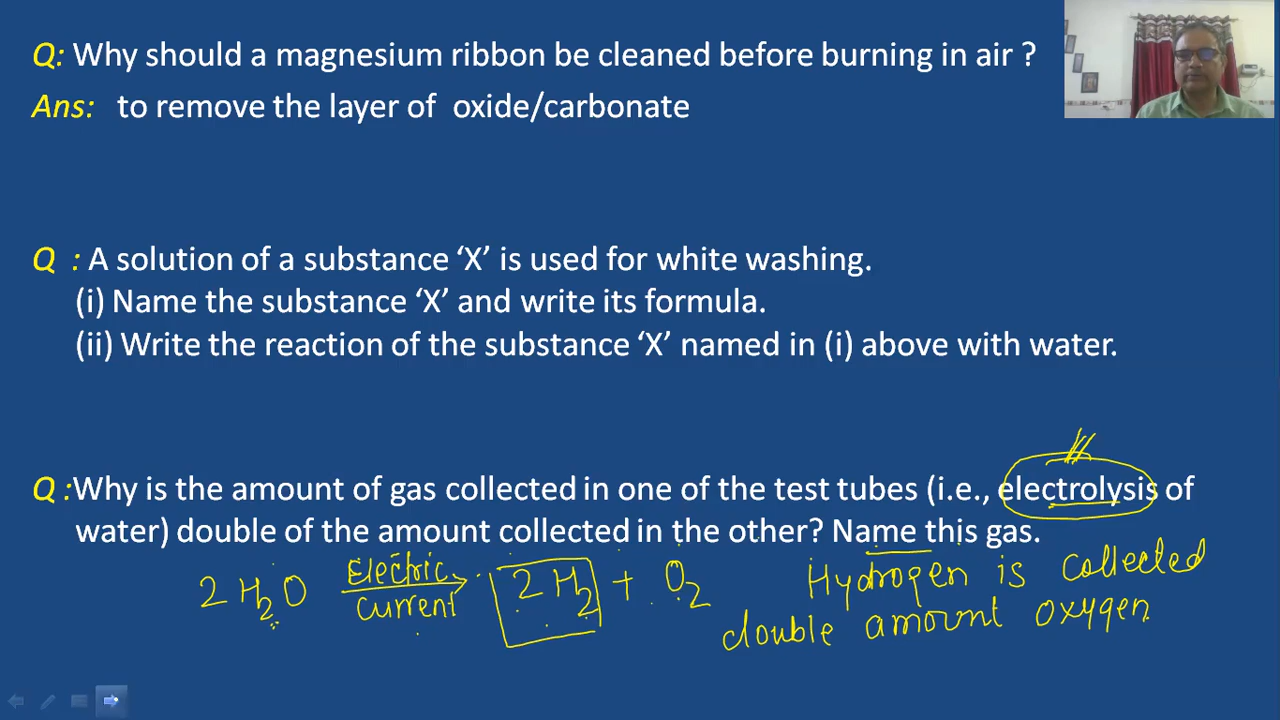 Q: Why should a magnesium ribbon be cleaned before burning in air ?
Ans: to remove the layer of oxide/carbonate
Q : A solution of a substance ‘X’ is used for white washing.
(i) Name the substance ‘X’ and write its formula.
(ii) Write the reaction of the substance ‘X’ named in (i) above with water.
Q :Why is the amount of gas collected in one of the test tubes (i.e., electrolysis of
water) double of the amount collected in the other? Name this gas.
2 H₂O Electric Current → 2 H₂ + O₂
Hydrogen is collected
double amount oxygen